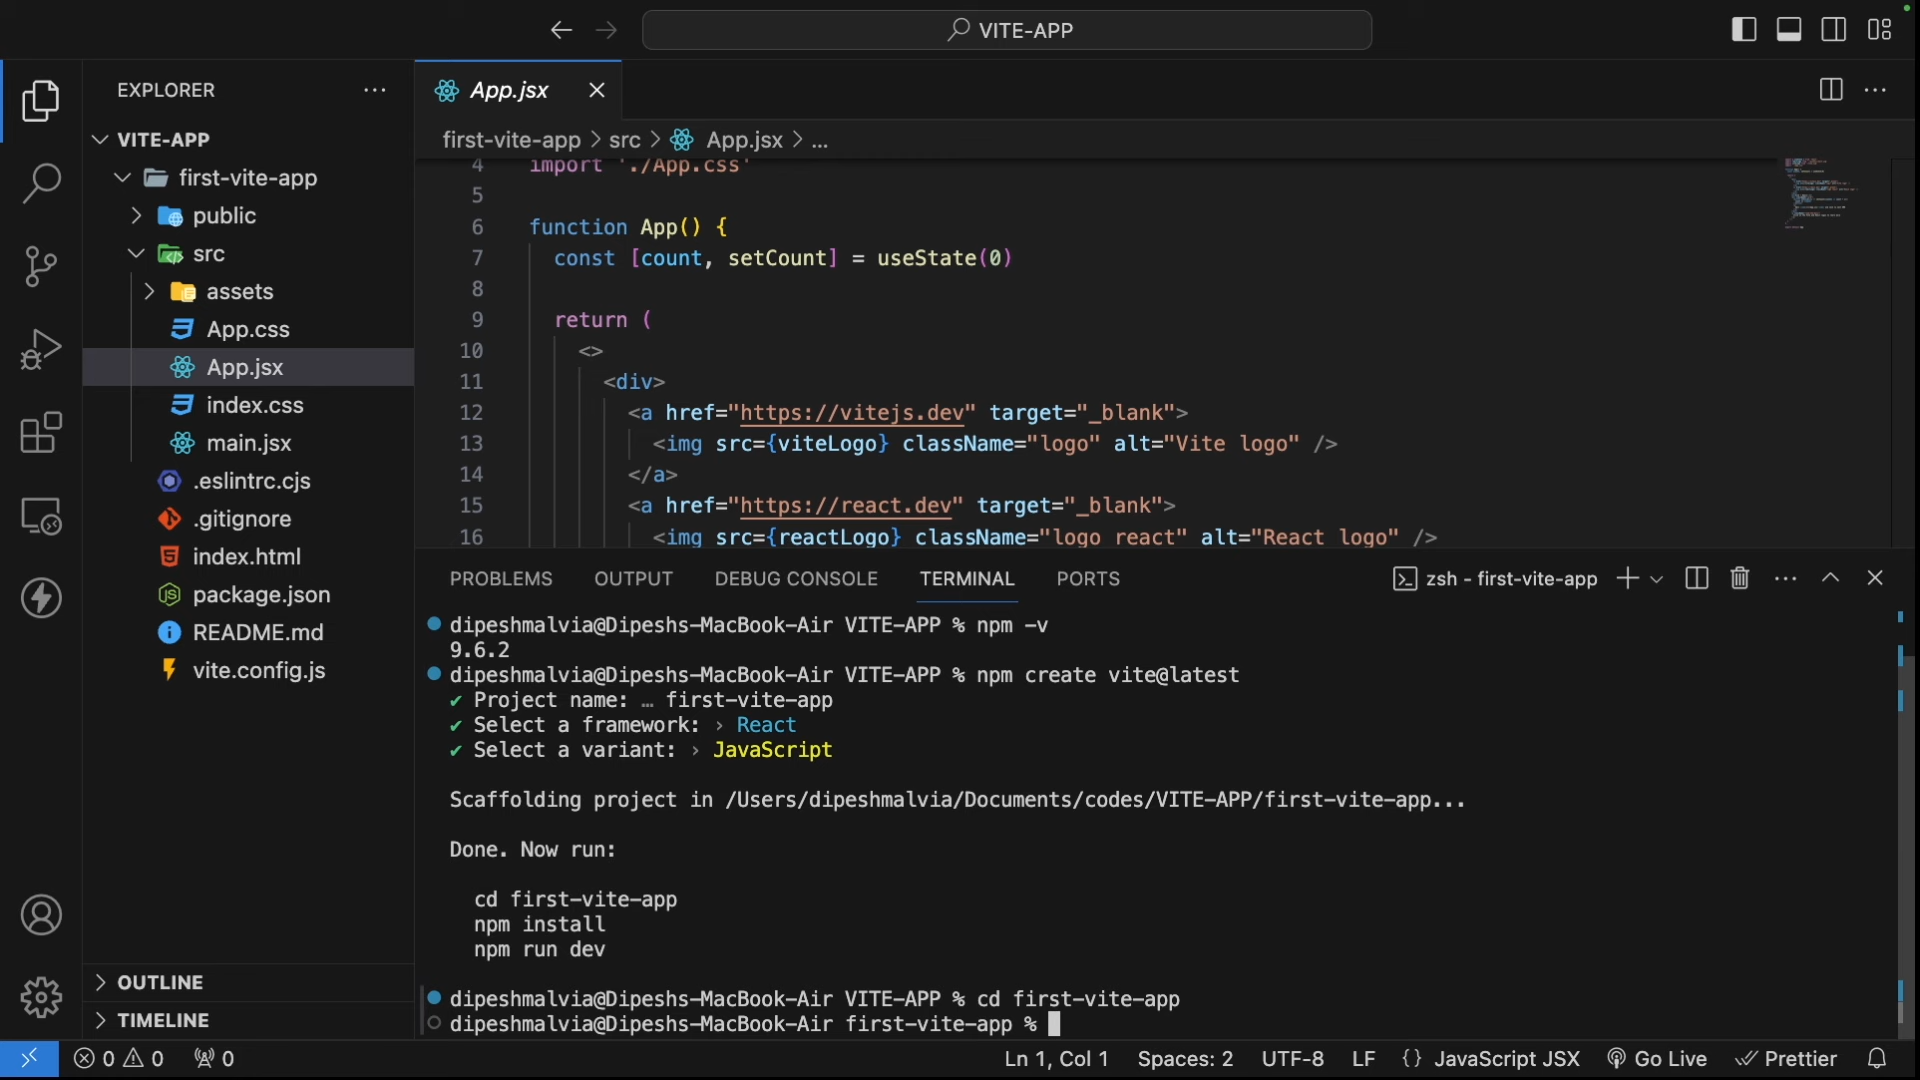 VITE-APP
EXPLORER
VITE-APP
first-vite-app
public
src
assets
App.css
App.jsx
index.css
main.jsx
.eslintrc.cjs
.gitignore
index.html
package.json
README.md
vite.config.js
OUTLINE
TIMELINE
App.jsx
first-vite-app > src > App.jsx > ...
4 import './App.css'
5
6 function App() {
7 const [count, setCount] = useState(0)
8
9 return (
10 <>
11 <div>
12 <a href="https://vitejs.dev" target="_blank">
13 <img src={viteLogo} className="logo" alt="Vite logo" />
14 </a>
15 <a href="https://react.dev" target="_blank">
16 <img src={reactLogo} className="logo react" alt="React logo" />
PROBLEMS OUTPUT DEBUG CONSOLE TERMINAL PORTS zsh - first-vite-app
dipeshmalvia@Dipeshs-MacBook-Air VITE-APP % npm -v
9.6.2
dipeshmalvia@Dipeshs-MacBook-Air VITE-APP % npm create vite@latest
✔ Project name: … first-vite-app
✔ Select a framework: › React
✔ Select a variant: › JavaScript
Scaffolding project in /Users/dipeshmalvia/Documents/codes/VITE-APP/first-vite-app...
Done. Now run:
cd first-vite-app
npm install
npm run dev
dipeshmalvia@Dipeshs-MacBook-Air VITE-APP % cd first-vite-app
dipeshmalvia@Dipeshs-MacBook-Air first-vite-app %
0 0 0 Ln 1, Col 1 Spaces: 2 UTF-8 LF {} JavaScript JSX Go Live Prettier